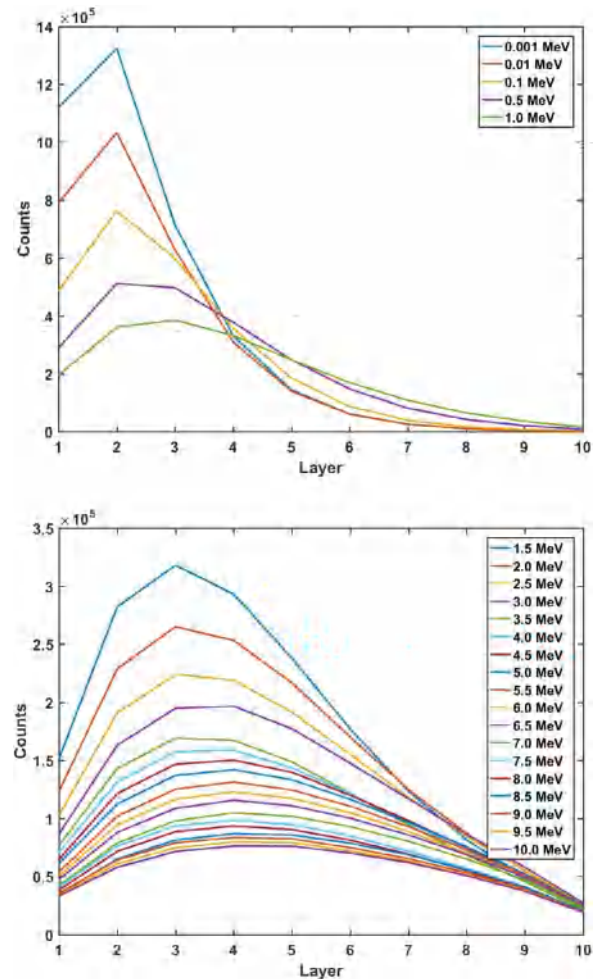 ×10⁵
14
12
10
8
6
4
2
0
Counts
0.001 MeV
0.01 MeV
0.1 MeV
0.5 MeV
1.0 MeV
1 2 3 4 5 6 7 8 9 10
Layer
×10⁵
3.5
3
2.5
2
1.5
1
0.5
0
Counts
1.5 MeV
2.0 MeV
2.5 MeV
3.0 MeV
3.5 MeV
4.0 MeV
4.5 MeV
5.0 MeV
5.5 MeV
6.0 MeV
6.5 MeV
7.0 MeV
7.5 MeV
8.0 MeV
8.5 MeV
9.0 MeV
9.5 MeV
10.0 MeV
1 2 3 4 5 6 7 8 9 10
Layer